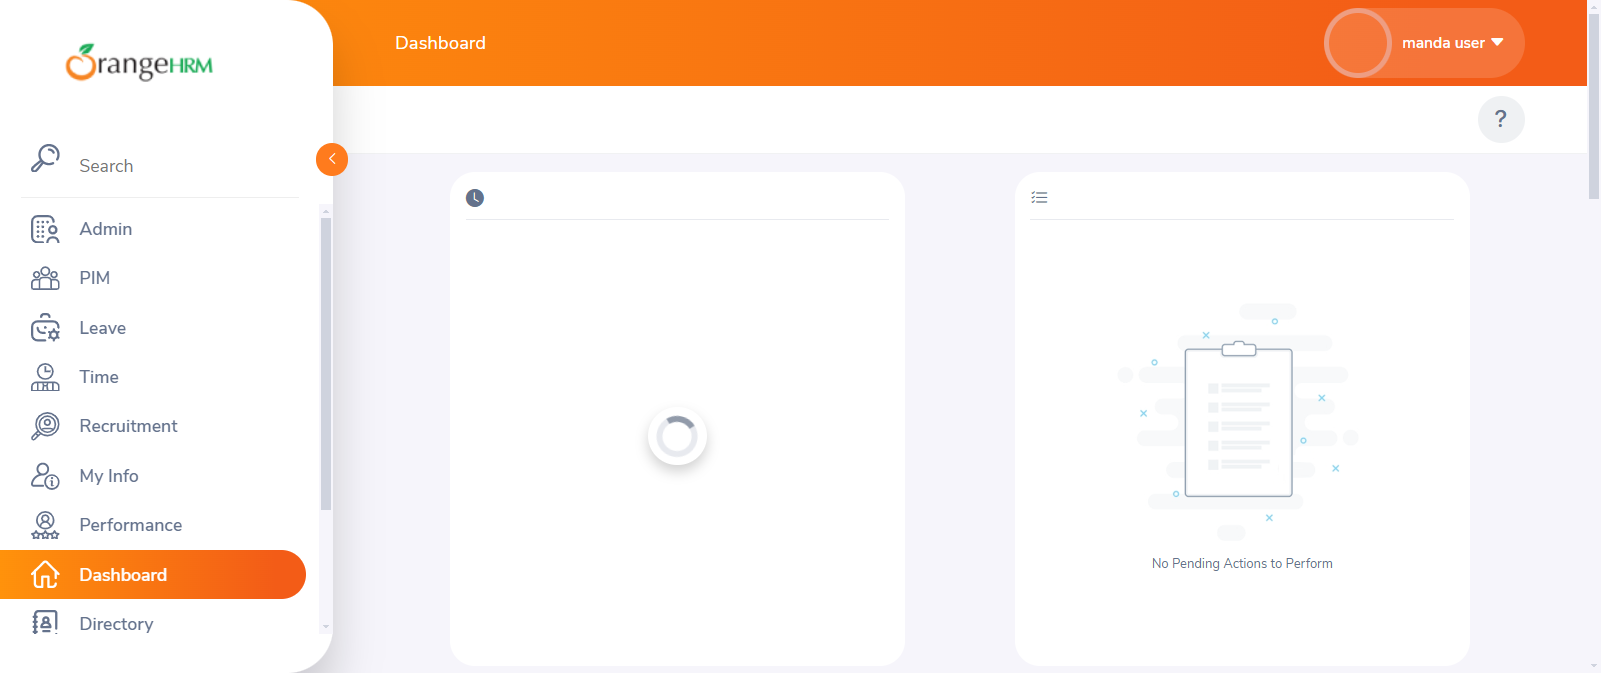 OrangeHRM
Dashboard
manda user
?
Search
Admin
PIM
Leave
Time
Recruitment
My Info
Performance
Dashboard
Directory
No Pending Actions to Perform